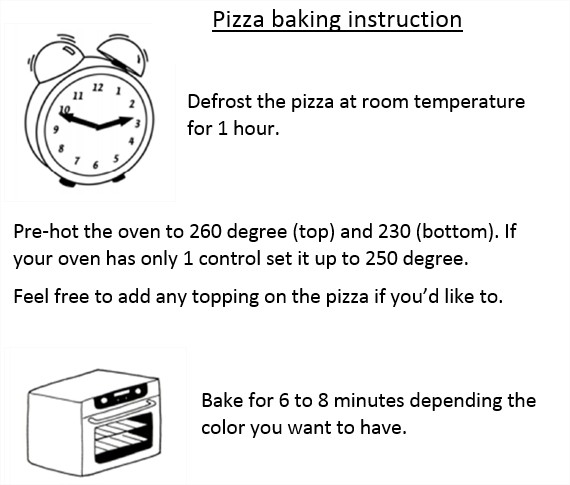 Pizza baking instruction
12
11
1
10
2
9
3
8
4
7
6
5
Defrost the pizza at room temperature
for 1 hour.
Pre-hot the oven to 260 degree (top) and 230 (bottom). If
your oven has only 1 control set it up to 250 degree.
Feel free to add any topping on the pizza if you’d like to.
Bake for 6 to 8 minutes depending the
color you want to have.